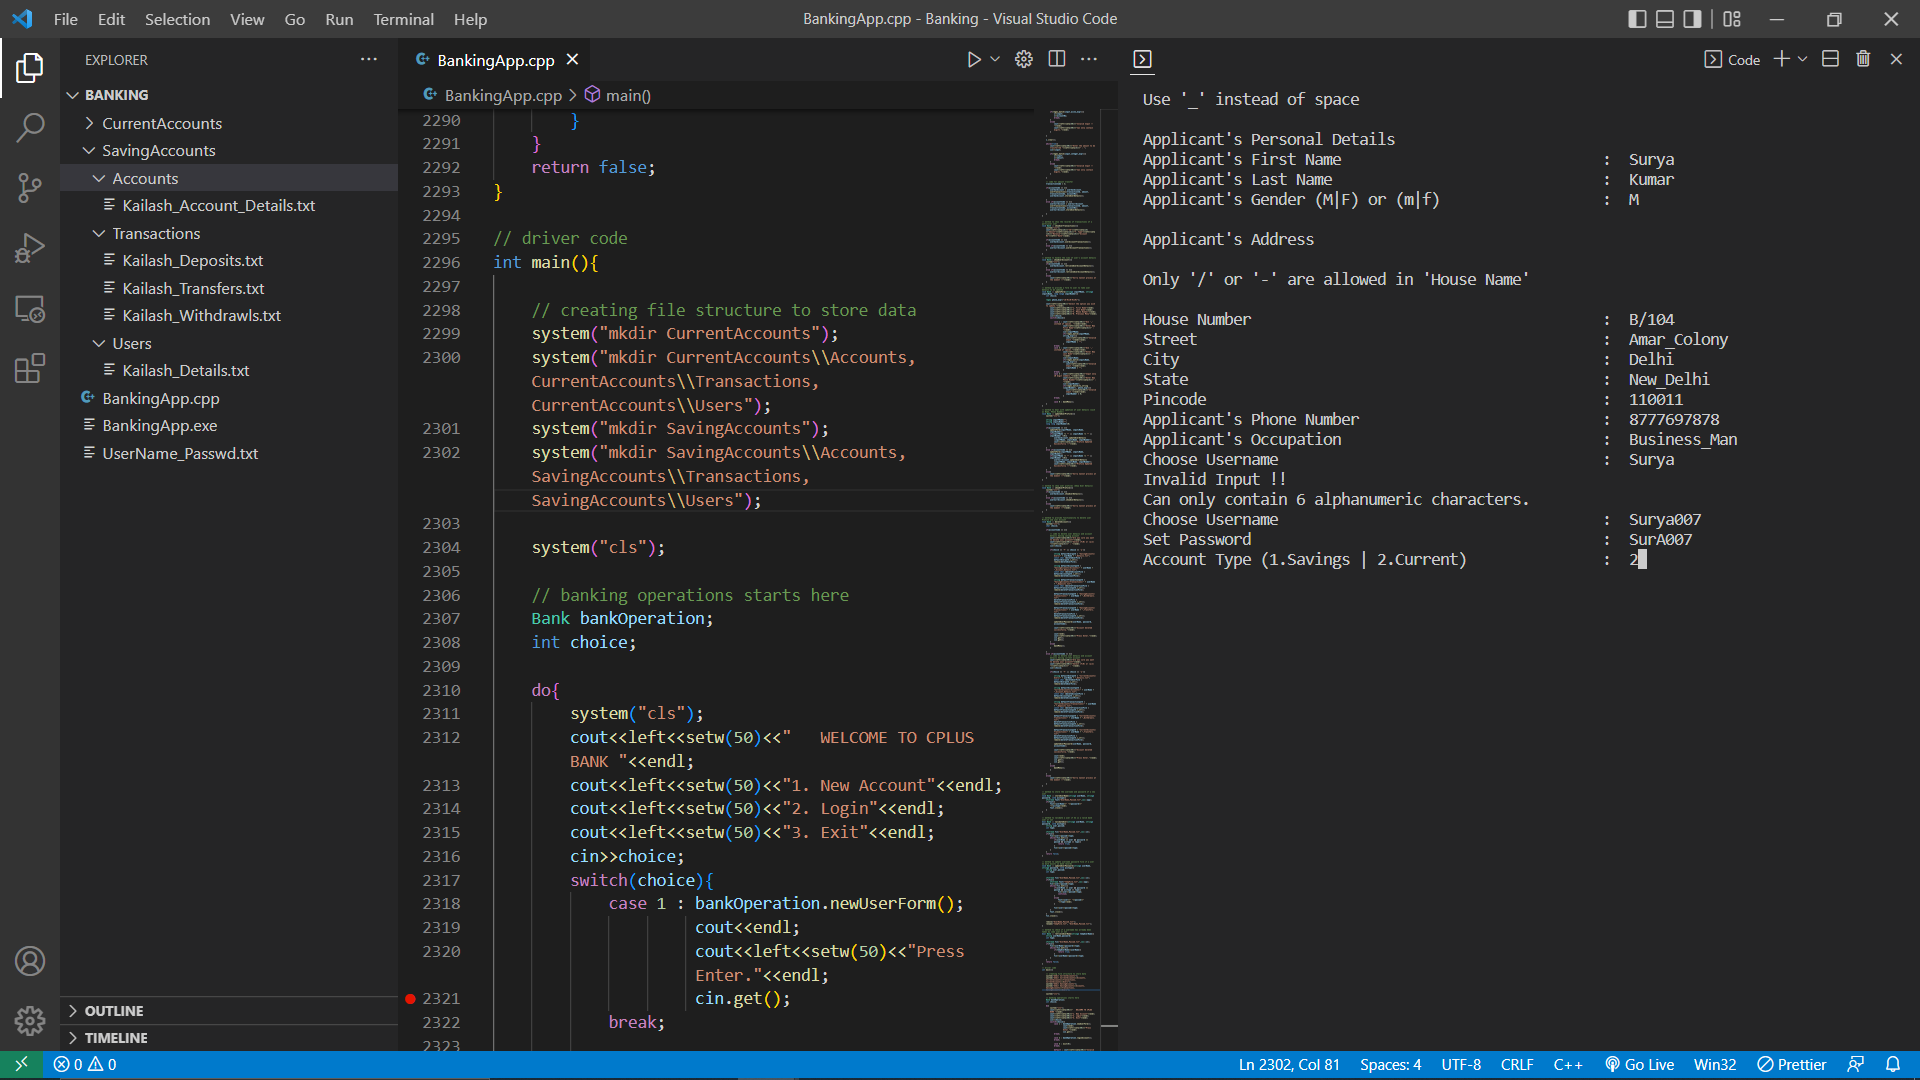 File Edit Selection View Go Run Terminal Help
BankingApp.cpp - Banking - Visual Studio Code
EXPLORER
BANKING
CurrentAccounts
SavingAccounts
Accounts
Kailash_Account_Details.txt
Transactions
Kailash_Deposits.txt
Kailash_Transfers.txt
Kailash_Withdrawls.txt
Users
Kailash_Details.txt
BankingApp.cpp
BankingApp.exe
UserName_Passwd.txt
OUTLINE
TIMELINE
BankingApp.cpp
BankingApp.cpp > main()
2290 }
2291 }
2292 return false;
2293 }
2294
2295 // driver code
2296 int main(){
2297
2298 // creating file structure to store data
2299 system("mkdir CurrentAccounts");
2300 system("mkdir CurrentAccounts\\Accounts,
CurrentAccounts\\Transactions,
CurrentAccounts\\Users");
2301 system("mkdir SavingAccounts");
2302 system("mkdir SavingAccounts\\Accounts,
SavingAccounts\\Transactions,
SavingAccounts\\Users");
2303
2304 system("cls");
2305
2306 // banking operations starts here
2307 Bank bankOperation;
2308 int choice;
2309
2310 do{
2311 system("cls");
2312 cout<<left<<setw(50)<<"   WELCOME TO CPLUS
BANK "<<endl;
2313 cout<<left<<setw(50)<<"1. New Account"<<endl;
2314 cout<<left<<setw(50)<<"2. Login"<<endl;
2315 cout<<left<<setw(50)<<"3. Exit"<<endl;
2316 cin>>choice;
2317 switch(choice){
2318 case 1 : bankOperation.newUserForm();
2319 cout<<endl;
2320 cout<<left<<setw(50)<<"Press
Enter."<<endl;
2321 cin.get();
2322 break;
2323
Code
Use '_' instead of space
Applicant's Personal Details
Applicant's First Name : Surya
Applicant's Last Name : Kumar
Applicant's Gender (M|F) or (m|f) : M
Applicant's Address
Only '/' or '-' are allowed in 'House Name'
House Number : B/104
Street : Amar_Colony
City : Delhi
State : New_Delhi
Pincode : 110011
Applicant's Phone Number : 8777697878
Applicant's Occupation : Business_Man
Choose Username : Surya
Invalid Input !!
Can only contain 6 alphanumeric characters.
Choose Username : Surya007
Set Password : SurA007
Account Type (1.Savings | 2.Current) : 2
0 0
Ln 2302, Col 81 Spaces: 4 UTF-8 CRLF C++ Go Live Win32 Prettier